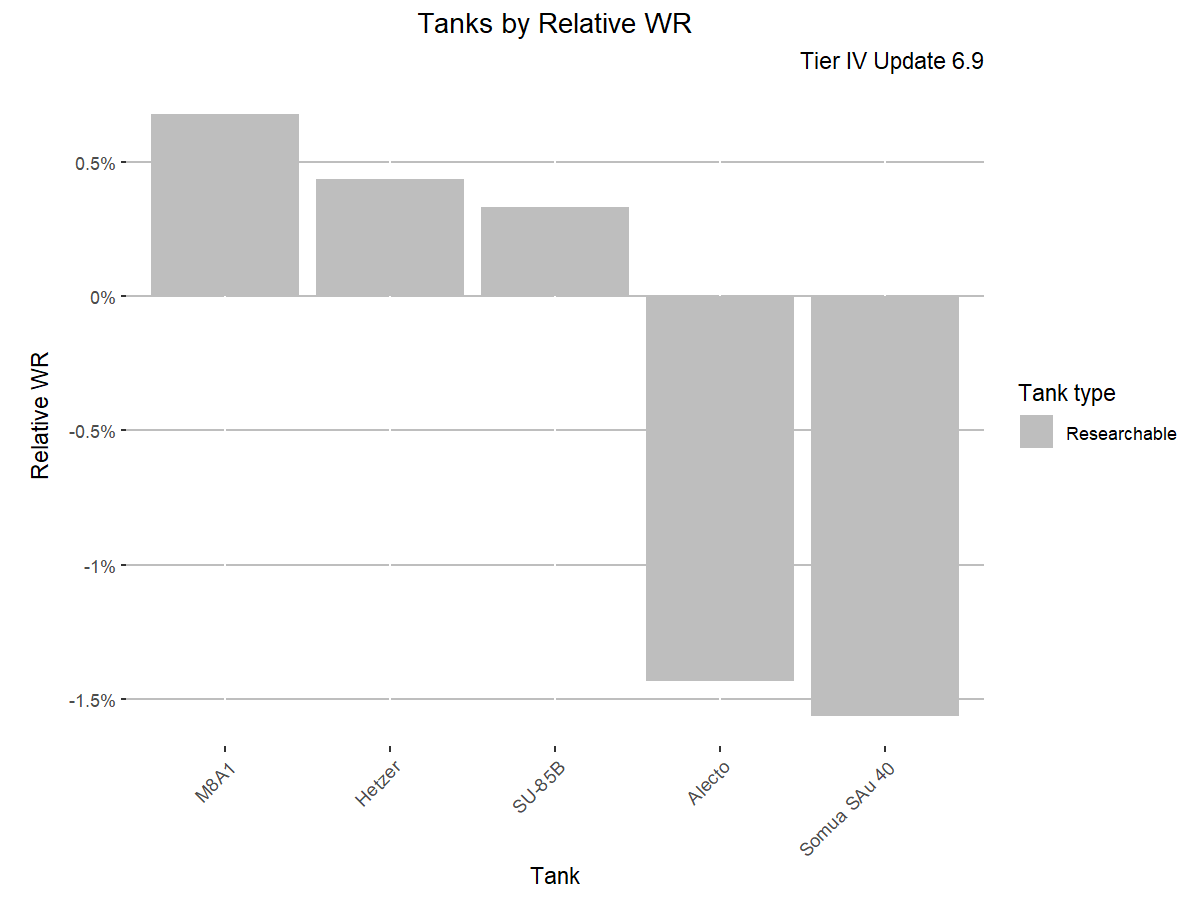 Tanks by Relative WR
Tier IV Update 6.9
0.5%
0%
-0.5%
-1%
-1.5%
Relative WR
M8A1
Hetzer
SU-85B
Alecto
Somua SAu 40
Tank
Tank type
Researchable